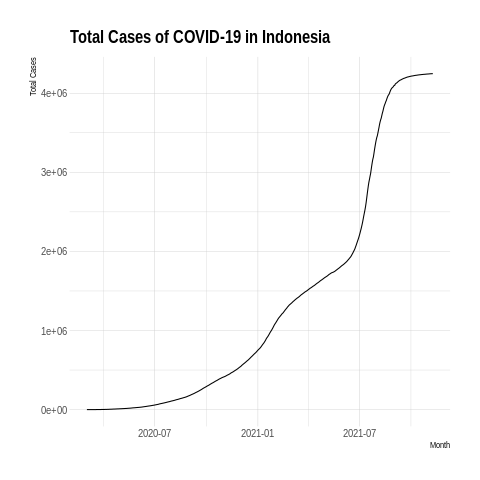 Total Cases of COVID-19 in Indonesia
Total Cases
4e+06
3e+06
2e+06
1e+06
0e+00
2020-07 2021-01 2021-07
Month